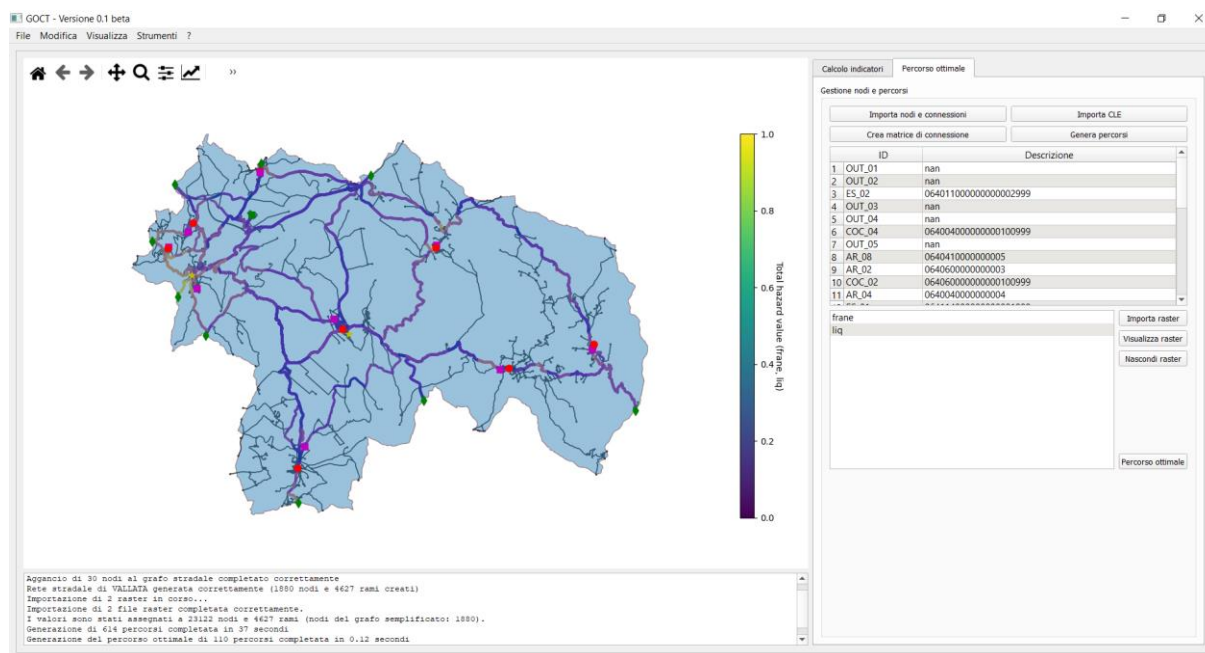 GOCT - Versione 0.1 beta
File Modifica Visualizza Strumenti ?
»
1.0
0.8
0.6
0.4
0.2
0.0
Total hazard value (frane, liq)
Aggancio di 30 nodi al grafo stradale completato correttamente
Rete stradale di VALLATA generata correttamente (1880 nodi e 4627 rami creati)
Importazione di 2 raster in corso...
Importazione di 2 file raster completata correttamente.
I valori sono stati assegnati a 23122 nodi e 4627 rami (nodi del grafo semplificato: 1880).
Generazione di 614 percorsi completata in 37 secondi
Generazione del percorso ottimale di 110 percorsi completata in 0.12 secondi
Calcolo indicatori Percorso ottimale
Gestione nodi e percorsi
Importa nodi e connessioni Importa CLE
Crea matrice di connessione Genera percorsi
ID Descrizione
1 OUT_01 nan
2 OUT_02 nan
3 ES_02 0640110000000002999
4 OUT_03 nan
5 OUT_04 nan
6 COC_04 0640040000000100999
7 OUT_05 nan
8 AR_08 0640410000000005
9 AR_02 0640600000000003
10 COC_02 0640600000000100999
11 AR_04 0640040000000004
frane
liq
Importa raster
Visualizza raster
Nascondi raster
Percorso ottimale